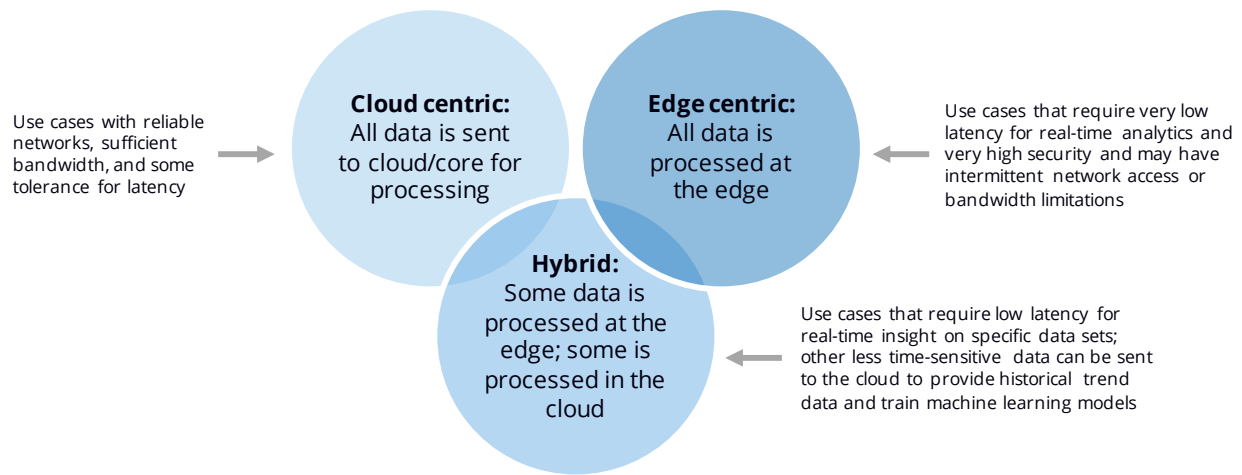 Cloud centric:
All data is sent
to cloud/core for
processing
Edge centric:
All data is
processed at
the edge
Use cases with reliable
networks, sufficient
bandwidth, and some
tolerance for latency
Use cases that require very low
latency for real-time analytics and
very high security and may have
intermittent network access or
bandwidth limitations
Hybrid:
Some data is
processed at the
edge; some is
processed in the
cloud
Use cases that require low latency for
real-time insight on specific data sets;
other less time-sensitive data can be sent
to the cloud to provide historical trend
data and train machine learning models